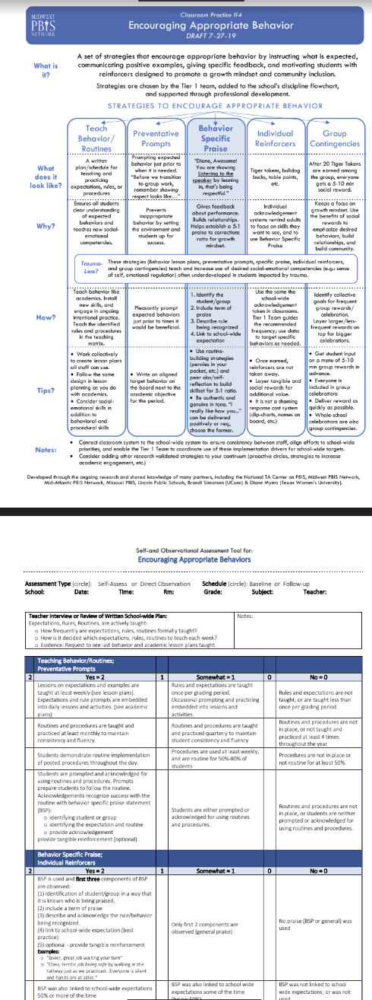 MIDWEST
PBIS
NETWORK
Classroom Practice #4
Encouraging Appropriate Behavior
DRAFT 7-27-19
What is
it?
A set of strategies that encourage appropriate behavior by instructing what is expected,
communicating positive examples, giving specific feedback, and motivating students with
reinforcers designed to promote a growth mindset and community inclusion.
Strategies are chosen by the Tier 1 team, added to the school's discipline flowchart,
and supported through professional development.
STRATEGIES TO ENCOURAGE APPROPRIATE BEHAVIOR
Teach
Behavior/
Routines
Preventative
Prompts
Behavior
Specific
Praise
Individual
Reinforcers
Group
Contingencies
What
does it
look like?
A written
plan/schedule for
teaching and
practicing
expectations, rules, or
procedures
Prompting expected
behavior just prior to
when it is needed.
"Before we transition
to group work,
remember showing
respect looks like..."
"Diane, Awesome!
You are showing
Listening to the
speaker by leaning
in, that's being
respectful."
Tiger tokens, bulldog
bucks, table points,
etc.
After 20 Tiger Tokens
are earned among
the group, everyone
gets a 5-10 min
social reward.
Why?
Ensures all students
clear understanding
of expected
behaviors and
teaches new social-
emotional
competencies.
Prevents
inappropriate
behavior by setting
the environment and
students up for
success.
Gives feedback
about performance.
Builds relationships.
Helps establish a 5:1
praise to corrections
ratio for growth
mindset.
Individual
acknowledgement
systems remind adults
to focus on skills they
want to see, and to
use Behavior Specific
Praise
Keeps a focus on
growth mindset. Use
the benefits of social
rewards to
emphasize desired
behaviors, build
relationships, and
build community.
Trauma-
Lens?
These strategies (Behavior lesson plans, preventative prompts, specific praise, individual reinforcers,
and group contingencies) teach and increase use of desired social-emotional competencies (e.g.: sense
of self, emotional regulation) often underdeveloped in students impacted by trauma.
How?
Teach behavior like
academics. Install
new skills, and
engage in ongoing
intentional practice.
Teach the identified
rules and procedures
in the teaching
matrix.
Pleasantly prompt
expected behaviors
just prior to times it
would be beneficial.
1. Identify the
student/group
2. Include term of
praise
3. Describe rule
being recognized
4. Link to school-wide
expectation
Use the same the
school-wide
acknowledgement
token in classrooms.
Tier 1 Team guides
the recommended
frequency; use data
to target specific
behaviors as needed.
Identify collective
goals for frequent
group rewards/
celebration.
Layer larger/less-
frequent rewards on
top for bigger
celebrations.
Tips?
• Work collectively
to create lesson plans
all staff can use.
• Follow the same
design in lesson
planning as you do
with academics.
• Consider social-
emotional skills in
addition to
behavioral and
procedural skills
• Write an aligned
target behavior on
the board next to the
academic objective
for the period.
• Use routine-
building strategies
(pennies in your
pocket, etc.) and
peer obs/self-
reflection to build
skillset for 5:1 ratio.
• Be authentic and
genuine in tone. "I
really like how you..."
can be delivered
positively or neg,
choose the former.
• Once earned,
reinforcers are not
taken away.
• Layer tangible and
social rewards for
additional value.
• It is not a shaming
response cost system
(clip-charts, names on
board, etc.)
• Get student input
on a menu of 5-10
min group rewards in
advance.
• Everyone is
included in group
celebrations
• Deliver reward as
quickly as possible.
• Whole-school
celebrations are also
group contingencies.
Notes:
• Connect classroom system to the school-wide system to: ensure consistency between staff, align efforts to school-wide
priorities, and enable the Tier 1 Team to coordinate use of these implementation drivers for school-wide targets.
• Consider adding other research validated strategies to your continuum (proactive circles, strategies to increase
academic engagement, etc.)
Developed through the ongoing research and shared knowledge of many partners, including the National TA Center on PBIS, Midwest PBIS Network,
Mid-Atlantic PBIS Network, Missouri PBIS, Lincoln Public Schools, Brandi Simonsen (UConn) & Diane Myers (Texas Women's University).
Self-and Observational Assessment Tool for:
Encouraging Appropriate Behaviors
Assessment Type (circle): Self-Assess or Direct Observation Schedule (circle): Baseline or Follow-up
School: Date: Time: Rm: Grade: Subject: Teacher:
Teacher Interview or Review of Written School-wide Plan:
Expectations, Rules, Routines, are actively taught:
o How frequently are expectations, rules, routines formally taught?
o How is it decided which expectations, rules, routines to teach each week?
o Evidence: Request to see last behavior and academic lesson plans taught.
Notes:
Teaching Behavior/Routines;
Preventative Prompts
2 Yes = 2 1 Somewhat = 1 0 No = 0
Lessons on expectations and examples are
taught at least weekly (see lesson plans).
Expectations and rule prompts are embedded
into daily lessons and activities. (see academic
plans)
Rules and expectations are taught
once per grading period.
Occasional prompting and practicing
embedded into lessons and
activities.
Rules and expectations are not
taught, or are taught less than
once per grading period.
Routines and procedures are taught and
practiced at least monthly to maintain
consistency and fluency.
Routines and procedures are taught
and practiced quarterly to maintain
student consistency and fluency
Routines and procedures are not
in place, or not taught and
practiced at least 4 times
throughout the year
Students demonstrate routine implementation
of posted procedures throughout the day.
Procedures are used at least weekly,
and are routine for 50%-80% of
students
Procedures are not in place or
not routine for at least 50%.
Students are prompted and acknowledged for
using routines and procedures. Prompts
prepare students to follow the routine.
Acknowledgements recognize success with the
routine with behavior specific praise statement
(BSP):
o identifying student or group
o identifying the expectation and routine
o provide acknowledgement
provide tangible reinforcement (optional)
Students are either prompted or
acknowledged for using routines
and procedures.
Routines and procedures are not
in place, or students are neither
prompted or acknowledged for
using routines and procedures.
Behavior Specific Praise;
Individual Reinforcers
2 Yes = 2 1 Somewhat = 1 0 No = 0
BSP is used and first three components of BSP
are observed:
(1) identification of student/group in a way that
it is known who is being praised,
(2) include a term of praise
(3) describe and acknowledge the rule/behavior
being recognized.
(4) link to school-wide expectation (best
practice)
(5) optional - provide tangible reinforcement
Examples:
o "Javier, great job waiting your turn"
o "Class, terrific job being safe by walking in the
hallway just as we practiced. Everyone is silent
and hands are at sides."
Only first 2 components are
observed (general praise)
No praise (BSP or general) was
used
BSP was also linked to school-wide expectations
50% or more of the time
BSP was also linked to school wide
expectations some of the time
(below 50%)
BSP was not linked to school
wide expectations; or was not
used